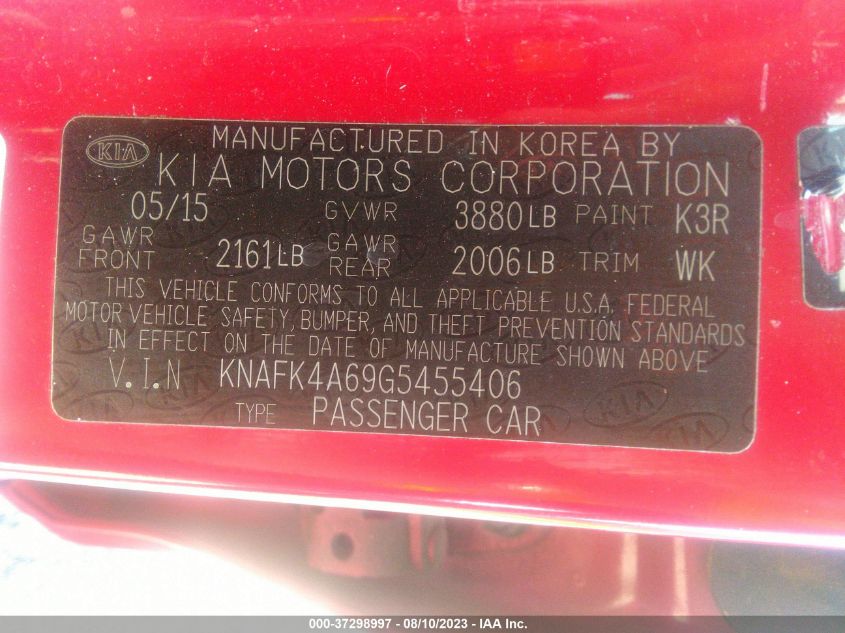 MANUFACTURED IN KOREA BY
KIA KIA MOTORS CORPORATION
05/15 GVWR 3880LB PAINT K3R
GAWR FRONT 2161LB GAWR REAR 2006LB TRIM WK
THIS VEHICLE CONFORMS TO ALL APPLICABLE U.S.A. FEDERAL
MOTOR VEHICLE SAFETY, BUMPER, AND THEFT PREVENTION STANDARDS
IN EFFECT ON THE DATE OF MANUFACTURE SHOWN ABOVE
V.I.N KNAFK4A69G5455406
TYPE PASSENGER CAR
000-37298997 - 08/10/2023 - IAA Inc.